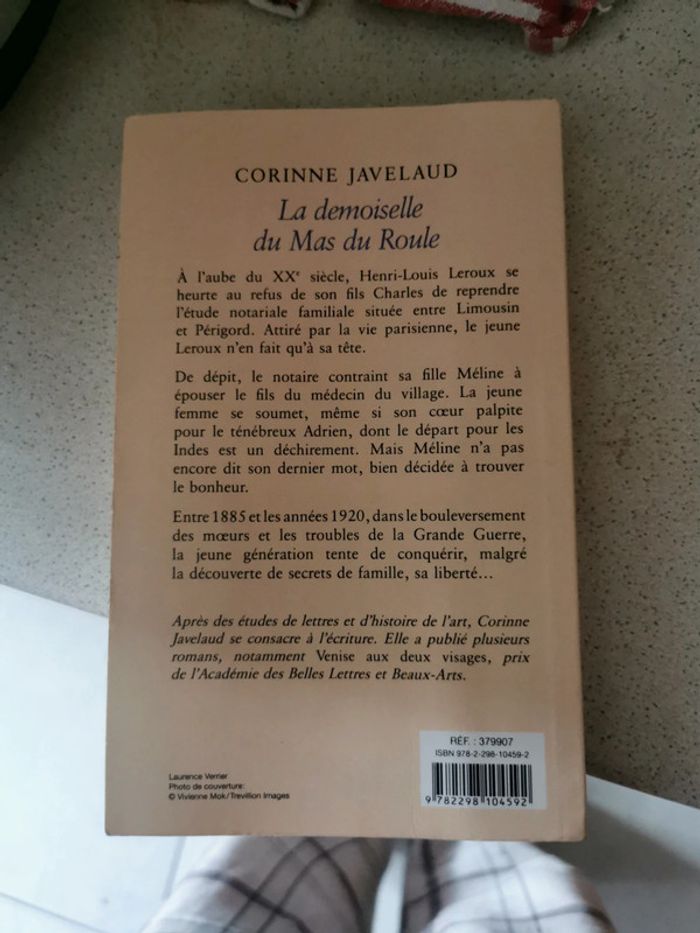 CORINNE JAVELAUD
La demoiselle
du Mas du Roule
À l'aube du XXe siècle, Henri-Louis Leroux se
heurte au refus de son fils Charles de reprendre
l'étude notariale familiale située entre Limousin
et Périgord. Attiré par la vie parisienne, le jeune
Leroux n'en fait qu'à sa tête.
De dépit, le notaire contraint sa fille Méline à
épouser le fils du médecin du village. La jeune
femme se soumet, même si son cœur palpite
pour le ténébreux Adrien, dont le départ pour les
Indes est un déchirement. Mais Méline n'a pas
encore dit son dernier mot, bien décidée à trouver
le bonheur.
Entre 1885 et les années 1920, dans le bouleversement
des mœurs et les troubles de la Grande Guerre,
la jeune génération tente de conquérir, malgré
la découverte de secrets de famille, sa liberté...
Après des études de lettres et d'histoire de l'art, Corinne
Javelaud se consacre à l'écriture. Elle a publié plusieurs
romans, notamment Venise aux deux visages, prix
de l'Académie des Belles Lettres et Beaux-Arts.
RÉF. : 379907
ISBN 978-2-298-10459-2
9 782298 104592
Laurence Verrier
Photo de couverture:
© Vivienne Mok/Trevillion Images